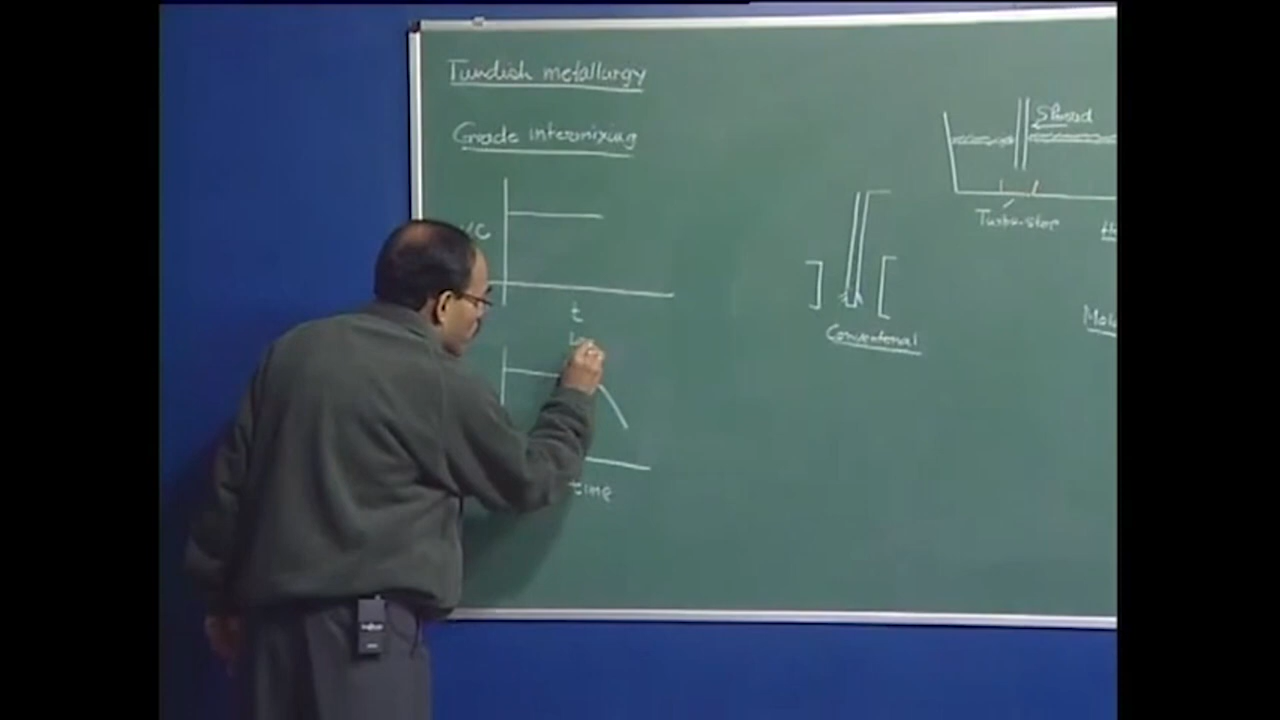 Tundish metallurgy
Grade intermixing
t
time
Shroud
Turbo-stop
Conventional